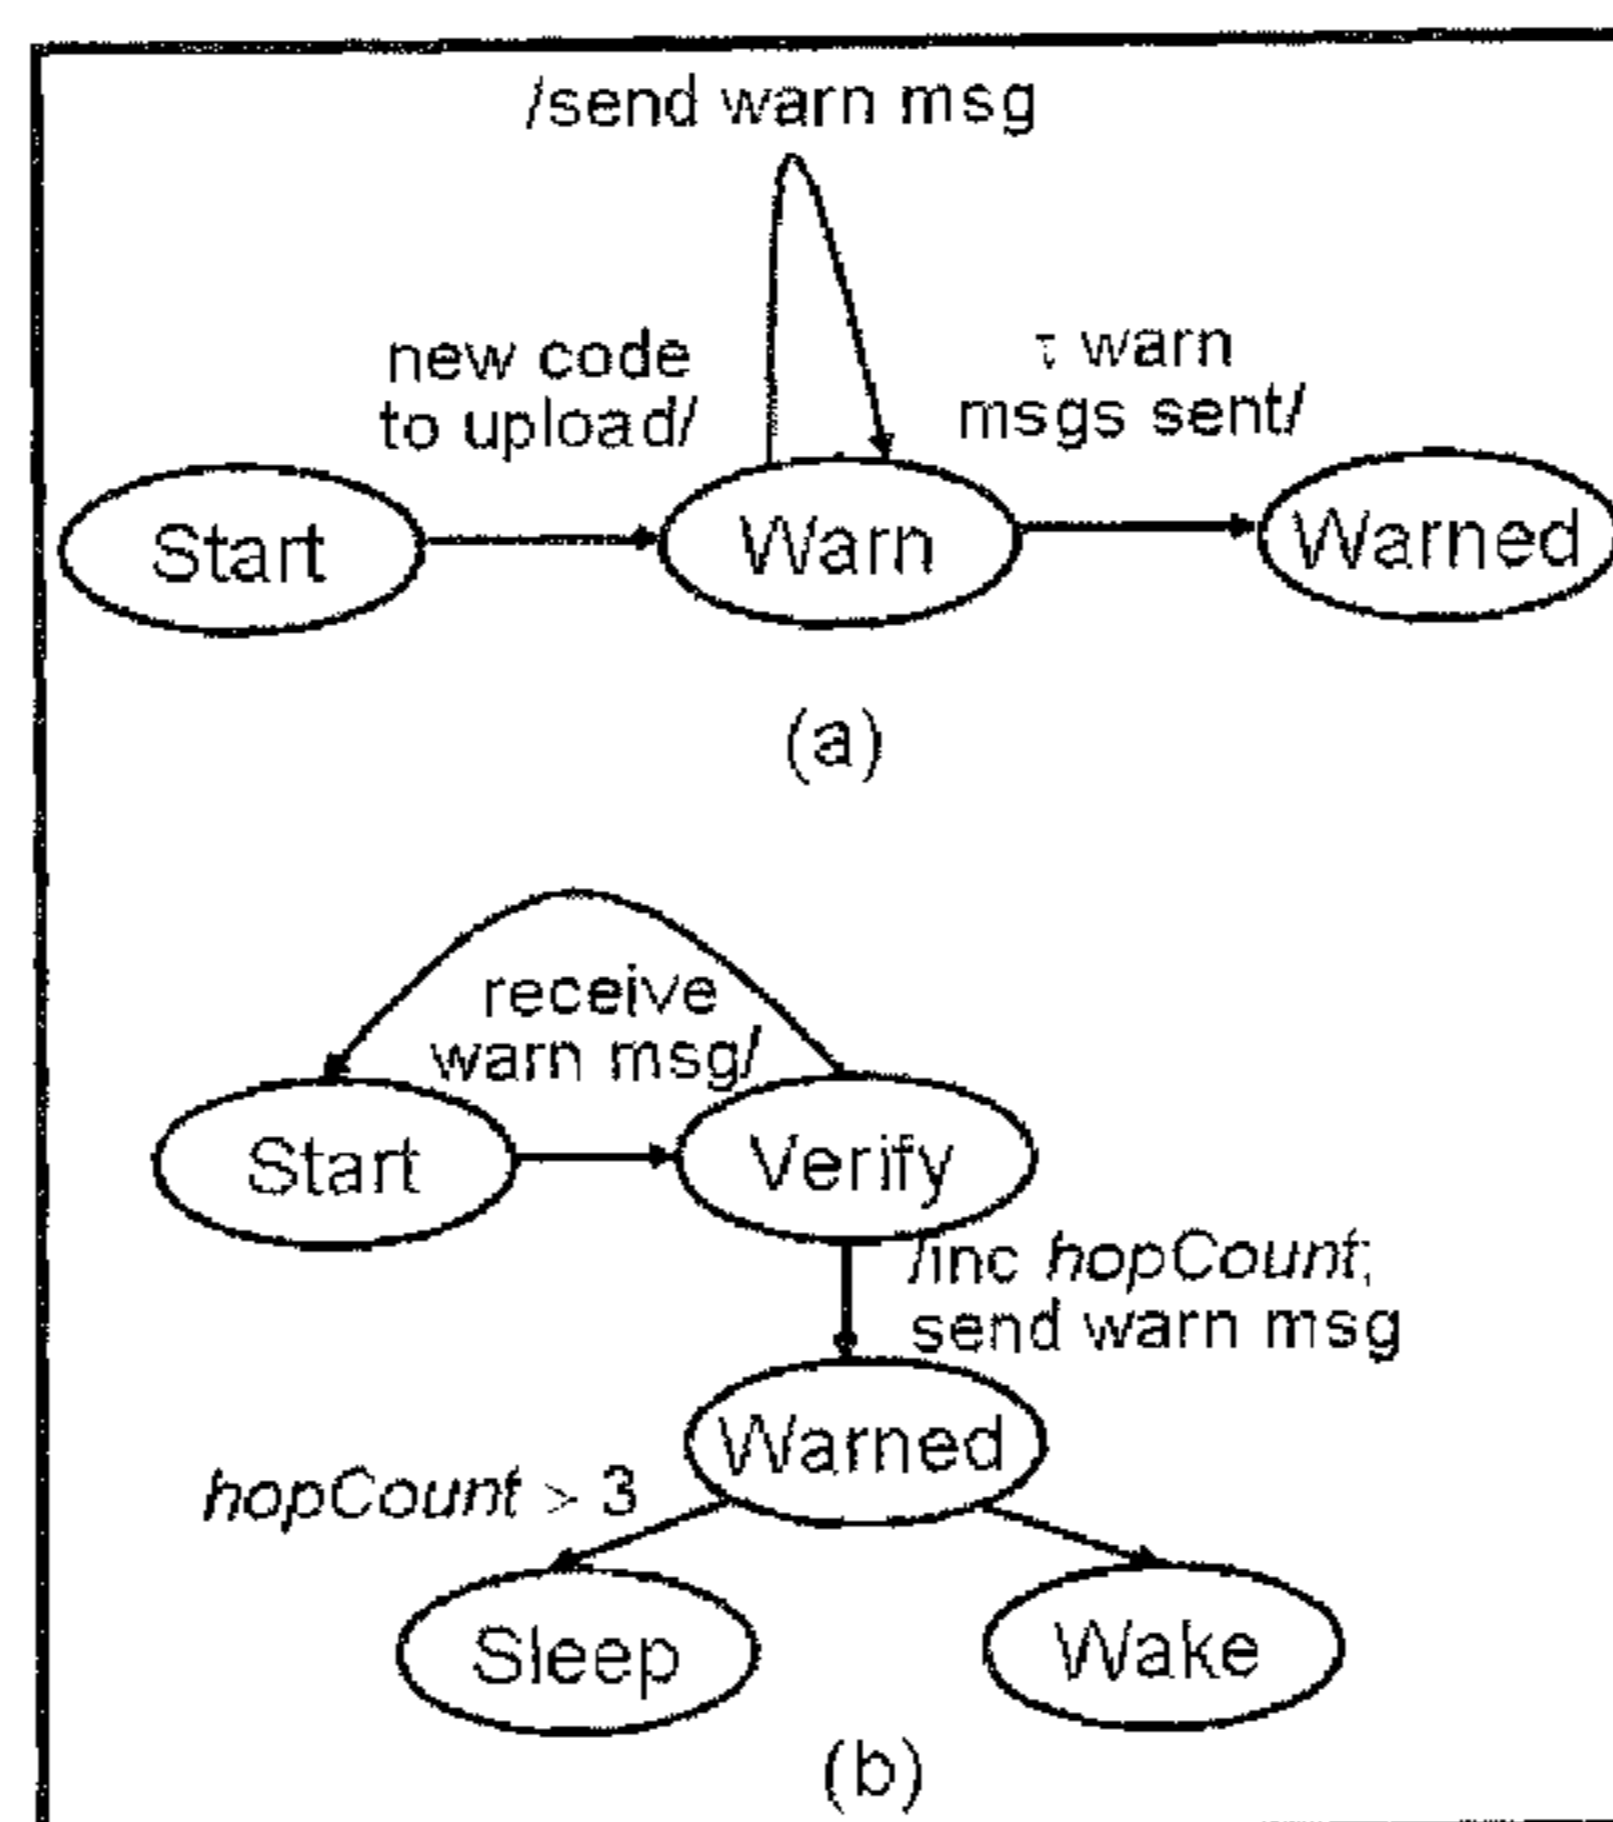 /send warn msg
new code
to upload/
τ warn
msgs sent/
Start
Warn
Warned
(a)
receive
warn msg/
Start
Verify
/inc hopCount;
send warn msg
Warned
hopCount > 3
Sleep
Wake
(b)